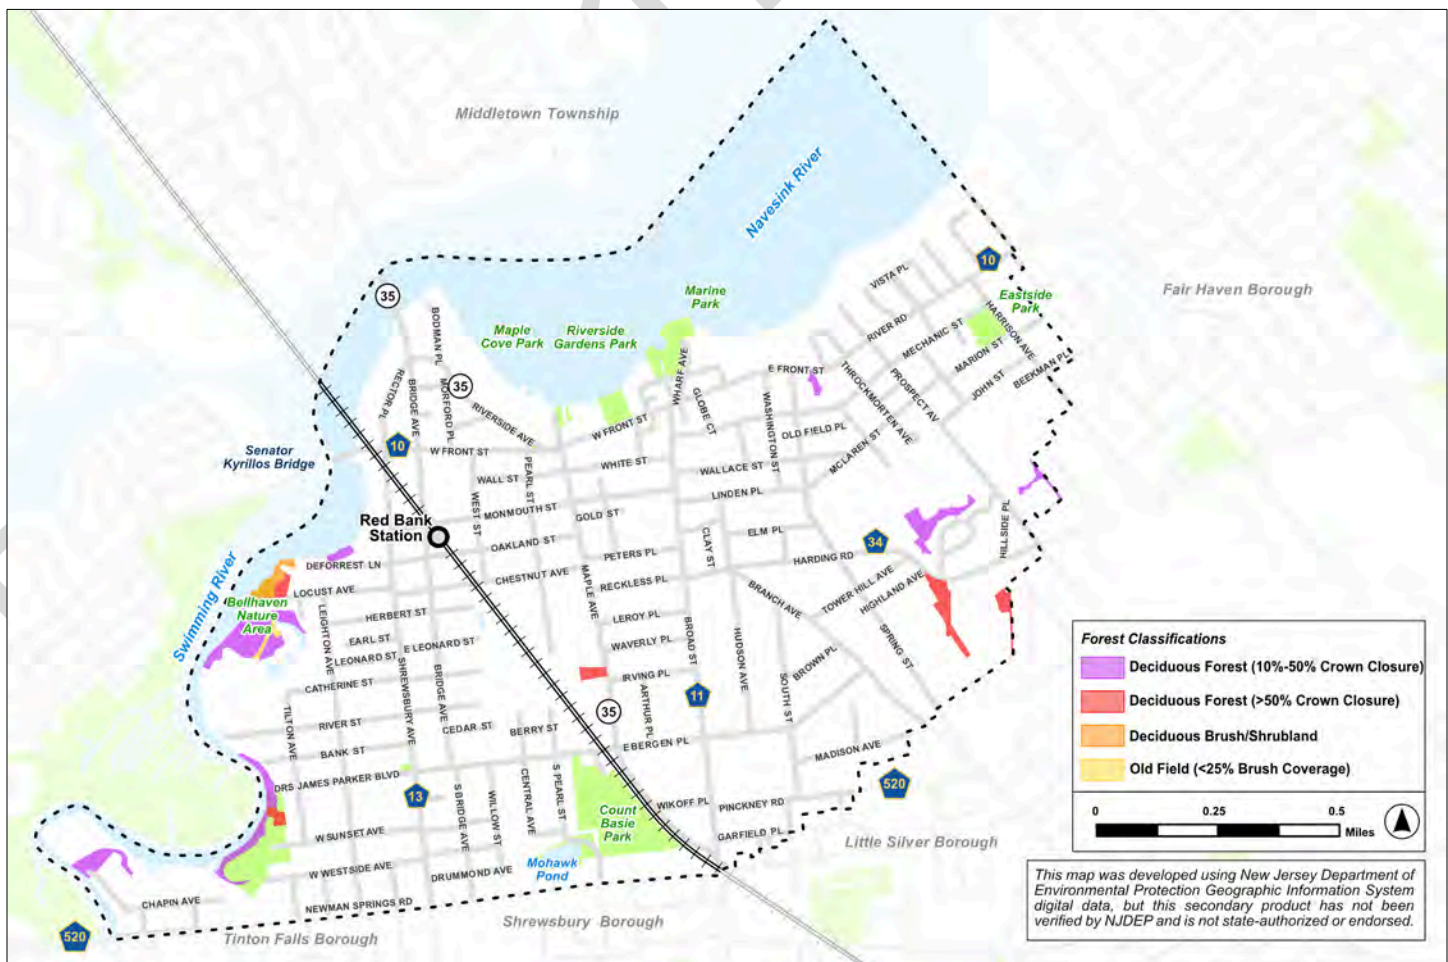 Middletown Township
Navesink River
Fair Haven Borough
10
VISTA PL
Eastside
Park
35
Marine
Park
BODMAN PL
Maple
Cove Park
Riverside
Gardens Park
RIVER RD
HARRISON AVE
MECHANIC ST
MARION ST
BEEKMAN PL
JOHN ST
E FRONT ST
WHARF AVE
THROCKMORTEN AVE
PROSPECT AV
RECTOR PL
BRIDGE AVE
MORFORD PL
35
RIVERSIDE AVE
GLOBE CT
WASHINGTON ST
OLD FIELD PL
MCLAREN ST
W FRONT ST
Senator
Kyrillos Bridge
10
W FRONT ST
WHITE ST
WALLACE ST
WALL ST
PEARL ST
WEST ST
LINDEN PL
MONMOUTH ST
GOLD ST
Red Bank
Station
OAKLAND ST
CLAY ST
ELM PL
34
HILLSIDE PL
PETERS PL
HARDING RD
DEFORREST LN
CHESTNUT AVE
RECKLESS PL
MAPLE AVE
BRANCH AVE
TOWER HILL AVE
HIGHLAND AVE
LOCUST AVE
Swimming River
Bellhaven
Nature
Area
LEIGHTON AVE
HERBERT ST
LEROY PL
EARL ST
E LEONARD ST
WAVERLY PL
BROAD ST
HUDSON AVE
SPRING ST
LEONARD ST
SHREWSBURY AVE
BRIDGE AVE
BROWN PL
CATHERINE ST
IRVING PL
ARTHUR PL
11
SOUTH ST
35
TILTON AVE
RIVER ST
CEDAR ST
BERRY ST
BANK ST
E BERGEN PL
MADISON AVE
DRS JAMES PARKER BLVD
13
S BRIDGE AVE
WILLOW ST
CENTRAL AVE
S PEARL ST
520
Count
Basie
Park
WIKOFF PL
PINCKNEY RD
W SUNSET AVE
GARFIELD PL
Little Silver Borough
W WESTSIDE AVE
DRUMMOND AVE
Mohawk
Pond
CHAPIN AVE
NEWMAN SPRINGS RD
520
Tinton Falls Borough
Shrewsbury Borough
Forest Classifications
Deciduous Forest (10%-50% Crown Closure)
Deciduous Forest (>50% Crown Closure)
Deciduous Brush/Shrubland
Old Field (<25% Brush Coverage)
0 0.25 0.5
Miles
This map was developed using New Jersey Department of
Environmental Protection Geographic Information System
digital data, but this secondary product has not been
verified by NJDEP and is not state-authorized or endorsed.